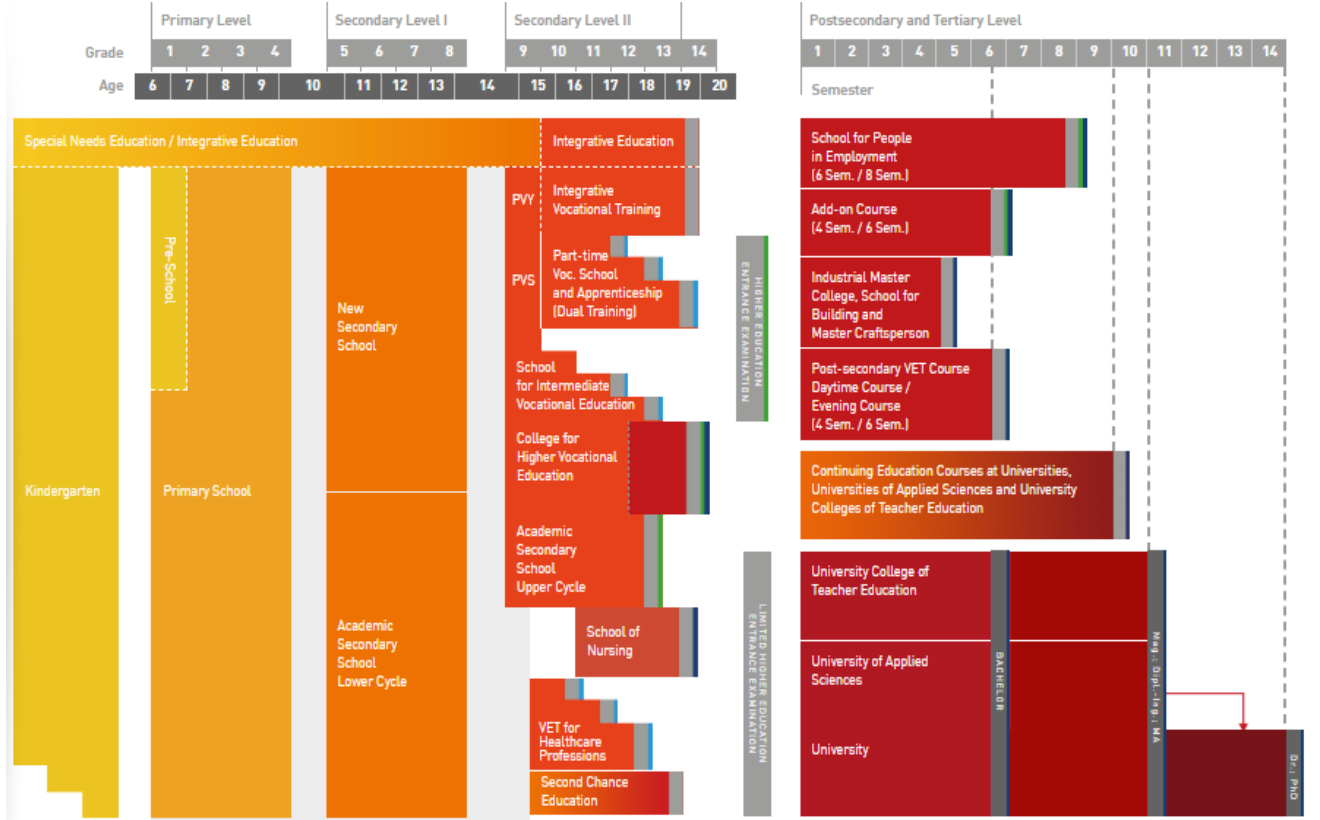 Primary Level
Secondary Level I
Secondary Level II
Postsecondary and Tertiary Level
Grade
1 2 3 4
5 6 7 8
9 10 11 12 13 14
1 2 3 4 5 6 7 8 9 10 11 12 13 14
Age
6 7 8 9 10 11 12 13 14 15 16 17 18 19 20
Semester
Special Needs Education / Integrative Education
Integrative Education
Kindergarten
Pre-School
Primary School
New
Secondary
School
Academic
Secondary
School
Lower Cycle
PVY
Integrative
Vocational Training
PVS
Part-time
Voc. School
and Apprenticeship
(Dual Training)
School
for Intermediate
Vocational Education
College for
Higher Vocational
Education
Academic
Secondary
School
Upper Cycle
School of
Nursing
VET for
Healthcare
Professions
Second Chance
Education
HIGHER EDUCATION
ENTRANCE EXAMINATION
LIMITED HIGHER EDUCATION
ENTRANCE EXAMINATION
School for People
in Employment
(6 Sem. / 8 Sem.)
Add-on Course
(4 Sem. / 6 Sem.)
Industrial Master
College, School for
Building and
Master Craftsperson
Post-secondary VET Course
Daytime Course /
Evening Course
(4 Sem. / 6 Sem.)
Continuing Education Courses at Universities,
Universities of Applied Sciences and University
Colleges of Teacher Education
University College of
Teacher Education
University of Applied
Sciences
University
BACHELOR
Mag.; Dipl.-Ing.; MA
Dr.; PhD